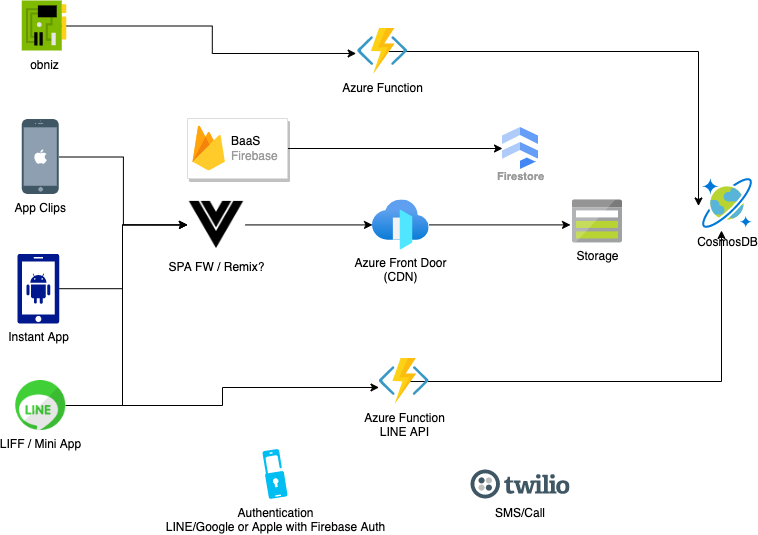 obniz
Azure Function
BaaS
Firebase
Firestore
App Clips
SPA FW / Remix?
Azure Front Door
(CDN)
Storage
CosmosDB
Instant App
LINE
LIFF / Mini App
Azure Function
LINE API
Authentication
LINE/Google or Apple with Firebase Auth
twilio
SMS/Call